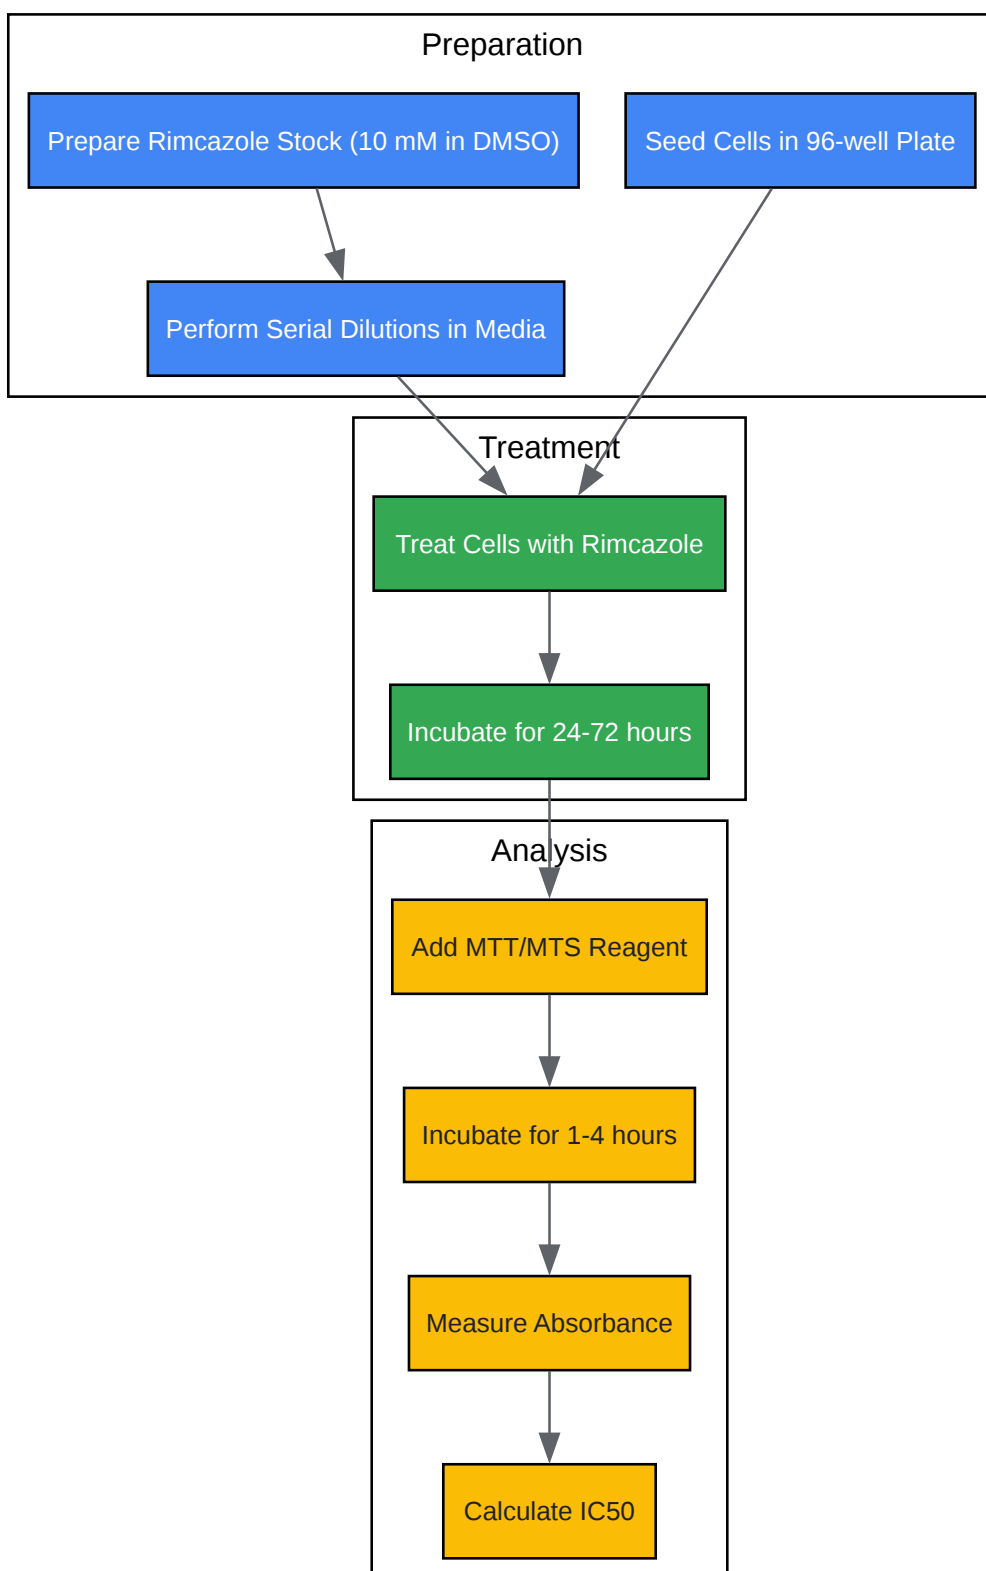 Preparation
Prepare Rimcazole Stock (10 mM in DMSO)
Seed Cells in 96-well Plate
Perform Serial Dilutions in Media
Treatment
Treat Cells with Rimcazole
Incubate for 24-72 hours
Analysis
Add MTT/MTS Reagent
Incubate for 1-4 hours
Measure Absorbance
Calculate IC50